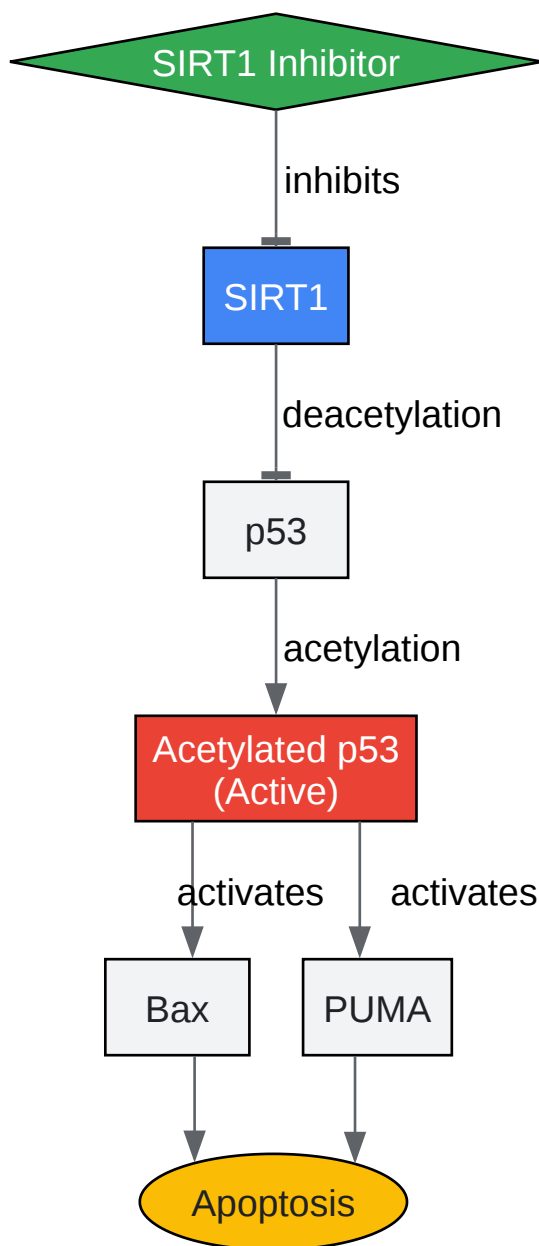 SIRT1 Inhibitor
inhibits
SIRT1
deacetylation
p53
acetylation
Acetylated p53
(Active)
activates
activates
Bax
PUMA
Apoptosis